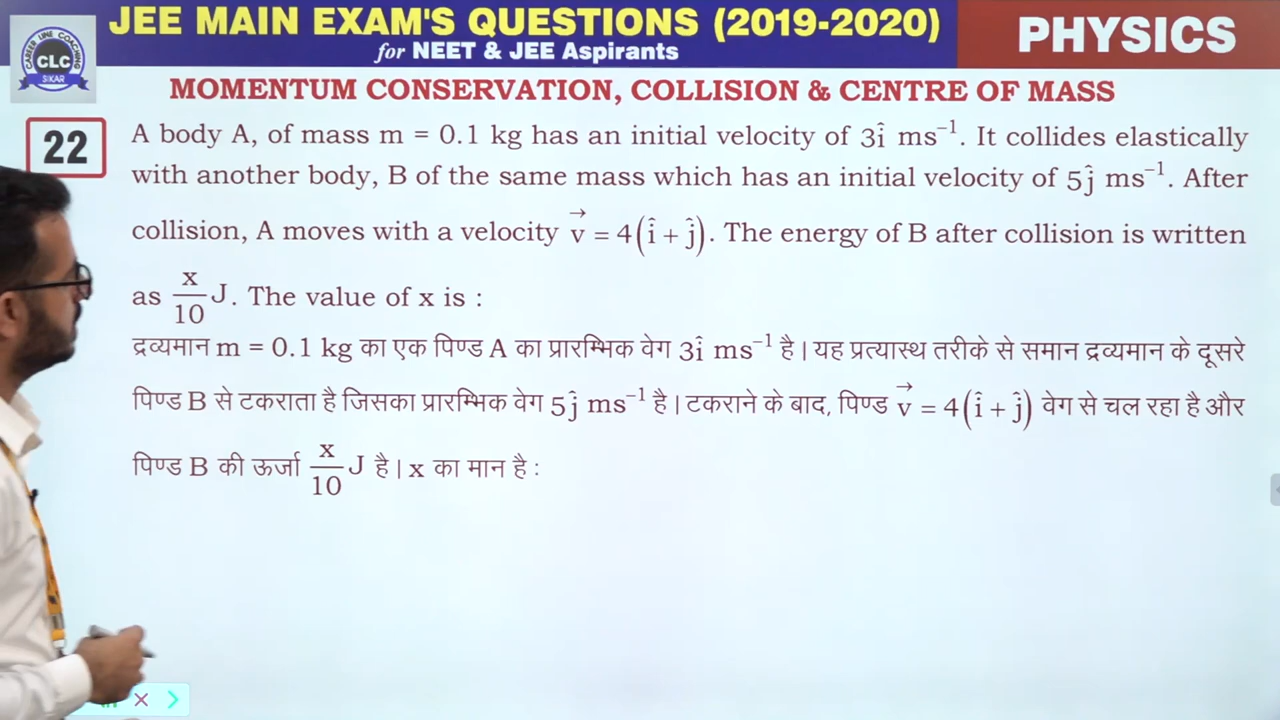 JEE MAIN EXAM'S QUESTIONS (2019-2020)
for NEET & JEE Aspirants
PHYSICS
CAREER LINE COACHING
CLC
SIKAR
MOMENTUM CONSERVATION, COLLISION & CENTRE OF MASS
22
A body A, of mass m = 0.1 kg has an initial velocity of 3î ms⁻¹. It collides elastically
with another body, B of the same mass which has an initial velocity of 5ĵ ms⁻¹. After
collision, A moves with a velocity v⃗ = 4(î + ĵ). The energy of B after collision is written
as x/10 J. The value of x is :
द्रव्यमान m = 0.1 kg का एक पिण्ड A का प्रारम्भिक वेग 3î ms⁻¹ है। यह प्रत्यास्थ तरीके से समान द्रव्यमान के दूसरे
पिण्ड B से टकराता है जिसका प्रारम्भिक वेग 5ĵ ms⁻¹ है। टकराने के बाद, पिण्ड v⃗ = 4(î + ĵ) वेग से चल रहा है और
पिण्ड B की ऊर्जा x/10 J है। x का मान है :